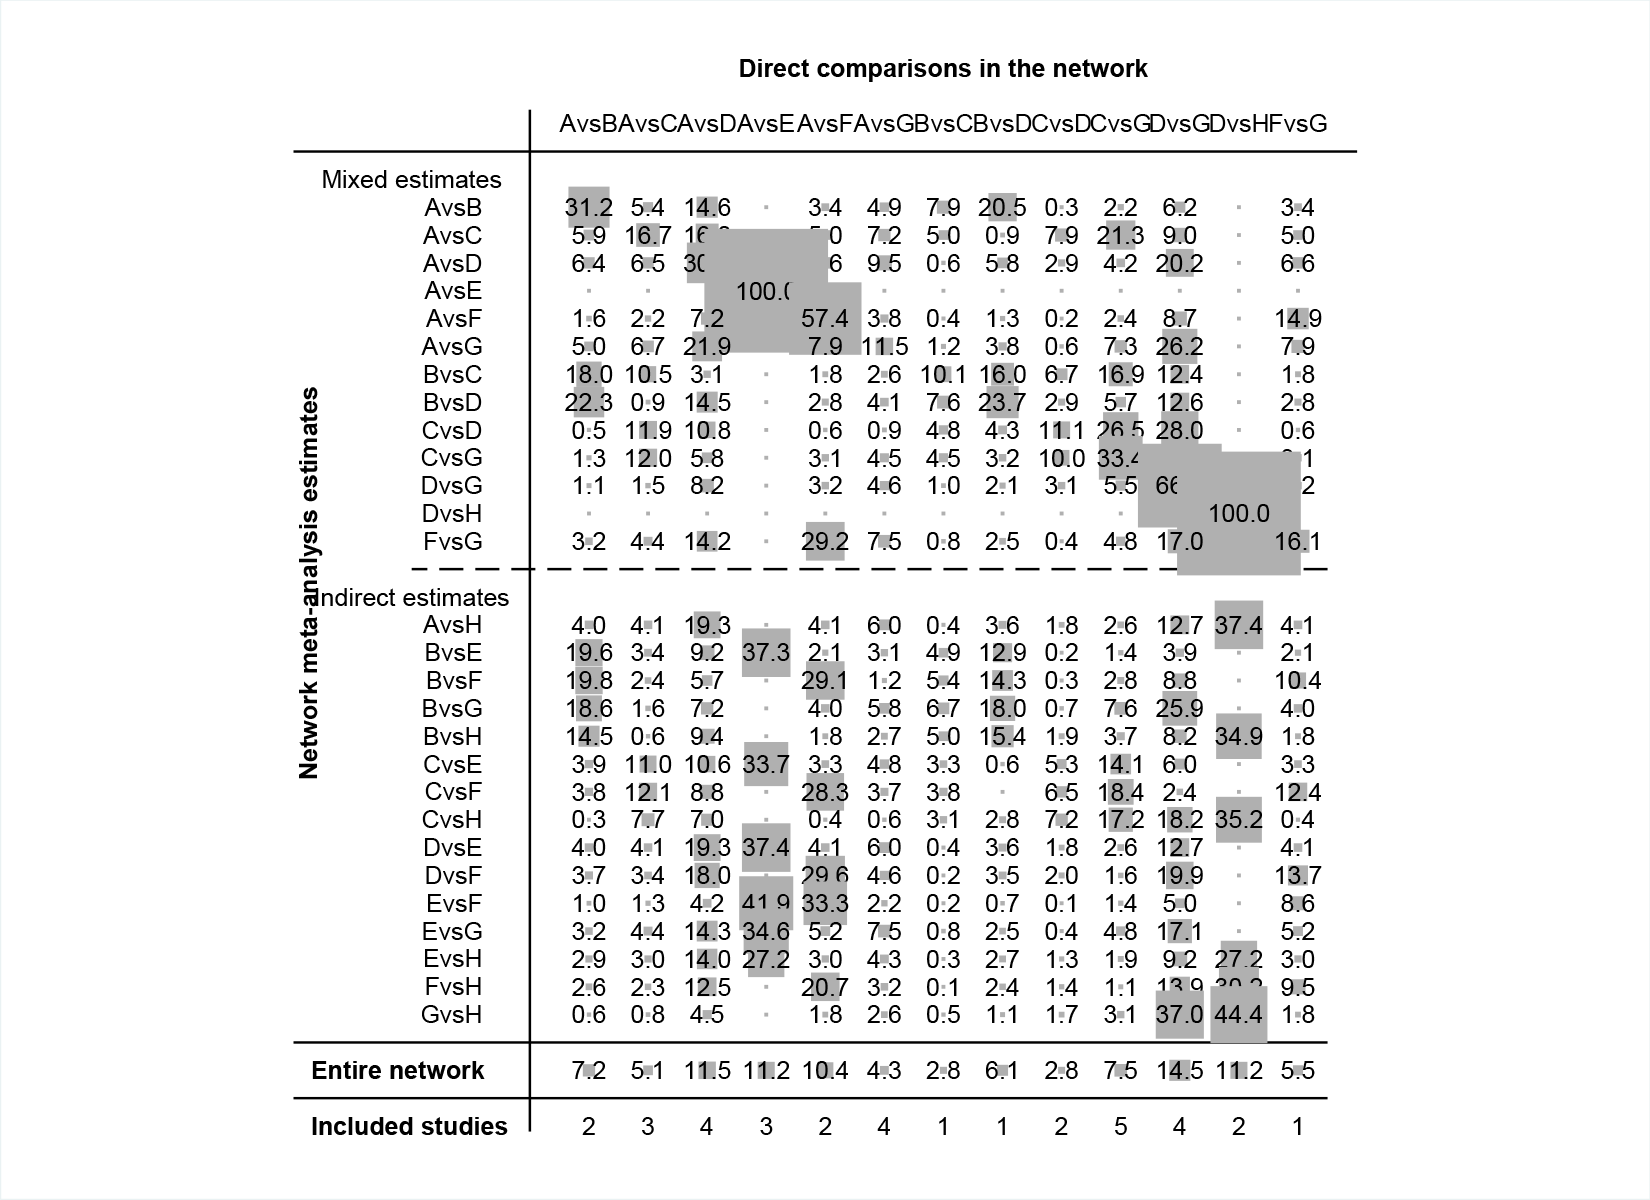 Direct comparisons in the network
AvsB AvsC AvsD AvsE AvsF AvsG BvsC BvsD CvsD CvsG DvsG DvsH FvsG
Network meta-analysis estimates
Mixed estimates
AvsB 31.2 5.4 14.6 . 3.4 4.9 7.9 20.5 0.3 2.2 6.2 . 3.4
AvsC 5.9 16.7 7.2 5.0 0.9 7.9 21.3 9.0 . 5.0
AvsD 6.4 6.5 9.5 0.6 5.8 2.9 4.2 20.2 . 6.6
AvsE . . 100.0 . . . . . . . .
AvsF 1.6 2.2 7.2 57.4 3.8 0.4 1.3 0.2 2.4 8.7 . 14.9
AvsG 5.0 6.7 21.9 7.9 11.5 1.2 3.8 0.6 7.3 26.2 . 7.9
BvsC 18.0 10.5 3.1 . 1.8 2.6 10.1 16.0 6.7 16.9 12.4 . 1.8
BvsD 22.3 0.9 14.5 . 2.8 4.1 7.6 23.7 2.9 5.7 12.6 . 2.8
CvsD 0.5 11.9 10.8 . 0.6 0.9 4.8 4.3 11.1 26.5 28.0 . 0.6
CvsG 1.3 12.0 5.8 . 3.1 4.5 4.5 3.2 10.0 33.4
DvsG 1.1 1.5 8.2 . 3.2 4.6 1.0 2.1 3.1 5.5
DvsH . . . . . . . . . . 100.0
FvsG 3.2 4.4 14.2 . 29.2 7.5 0.8 2.5 0.4 4.8 17.0 16.1
Indirect estimates
AvsH 4.0 4.1 19.3 . 4.1 6.0 0.4 3.6 1.8 2.6 12.7 37.4 4.1
BvsE 19.6 3.4 9.2 37.3 2.1 3.1 4.9 12.9 0.2 1.4 3.9 . 2.1
BvsF 19.8 2.4 5.7 . 29.1 1.2 5.4 14.3 0.3 2.8 8.8 . 10.4
BvsG 18.6 1.6 7.2 . 4.0 5.8 6.7 18.0 0.7 7.6 25.9 . 4.0
BvsH 14.5 0.6 9.4 . 1.8 2.7 5.0 15.4 1.9 3.7 8.2 34.9 1.8
CvsE 3.9 11.0 10.6 33.7 3.3 4.8 3.3 0.6 5.3 14.1 6.0 . 3.3
CvsF 3.8 12.1 8.8 . 28.3 3.7 3.8 . 6.5 18.4 2.4 . 12.4
CvsH 0.3 7.7 7.0 . 0.4 0.6 3.1 2.8 7.2 17.2 18.2 35.2 0.4
DvsE 4.0 4.1 19.3 37.4 4.1 6.0 0.4 3.6 1.8 2.6 12.7 . 4.1
DvsF 3.7 3.4 18.0 . 29.6 4.6 0.2 3.5 2.0 1.6 19.9 . 13.7
EvsF 1.0 1.3 4.2 41.9 33.3 2.2 0.2 0.7 0.1 1.4 5.0 . 8.6
EvsG 3.2 4.4 14.3 34.6 5.2 7.5 0.8 2.5 0.4 4.8 17.1 . 5.2
EvsH 2.9 3.0 14.0 27.2 3.0 4.3 0.3 2.7 1.3 1.9 9.2 27.2 3.0
FvsH 2.6 2.3 12.5 . 20.7 3.2 0.1 2.4 1.4 1.1 13.9 30.2 9.5
GvsH 0.6 0.8 4.5 . 1.8 2.6 0.5 1.1 1.7 3.1 37.0 44.4 1.8
Entire network 7.2 5.1 11.5 11.2 10.4 4.3 2.8 6.1 2.8 7.5 14.5 11.2 5.5
Included studies 2 3 4 3 2 4 1 1 2 5 4 2 1